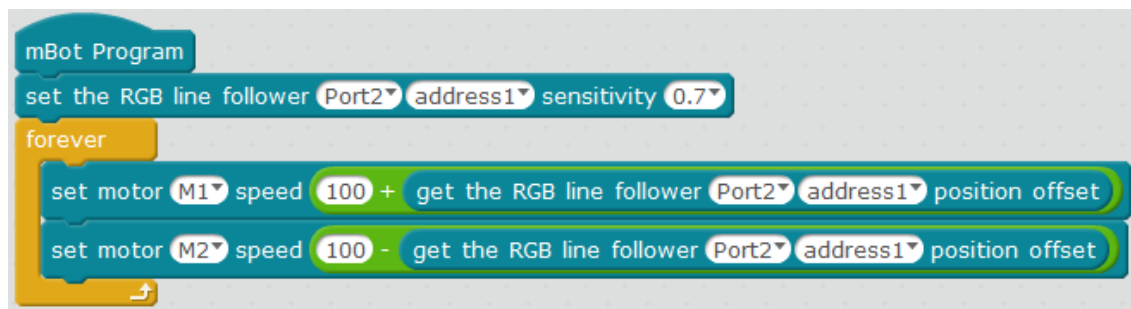 mBot Program
set the RGB line follower Port2 address1 sensitivity 0.7
forever
set motor M1 speed 100 + get the RGB line follower Port2 address1 position offset
set motor M2 speed 100 - get the RGB line follower Port2 address1 position offset